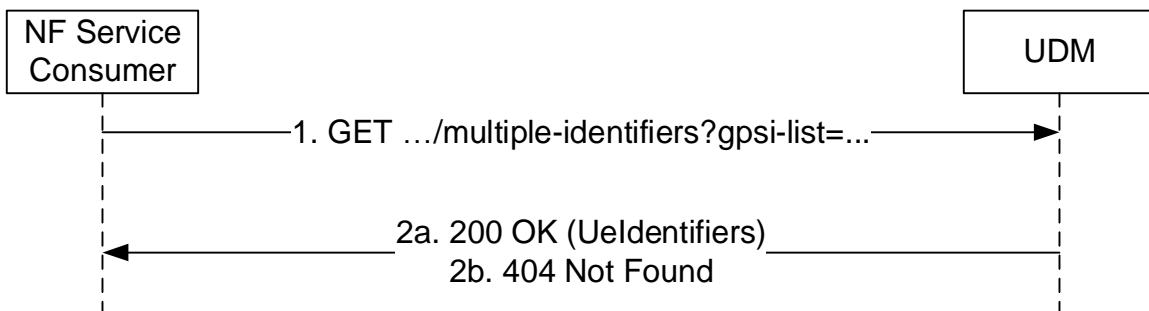 NF Service
Consumer
UDM
1. GET …/multiple-identifiers?gpsi-list=...
2a. 200 OK (UeIdentifiers)
2b. 404 Not Found